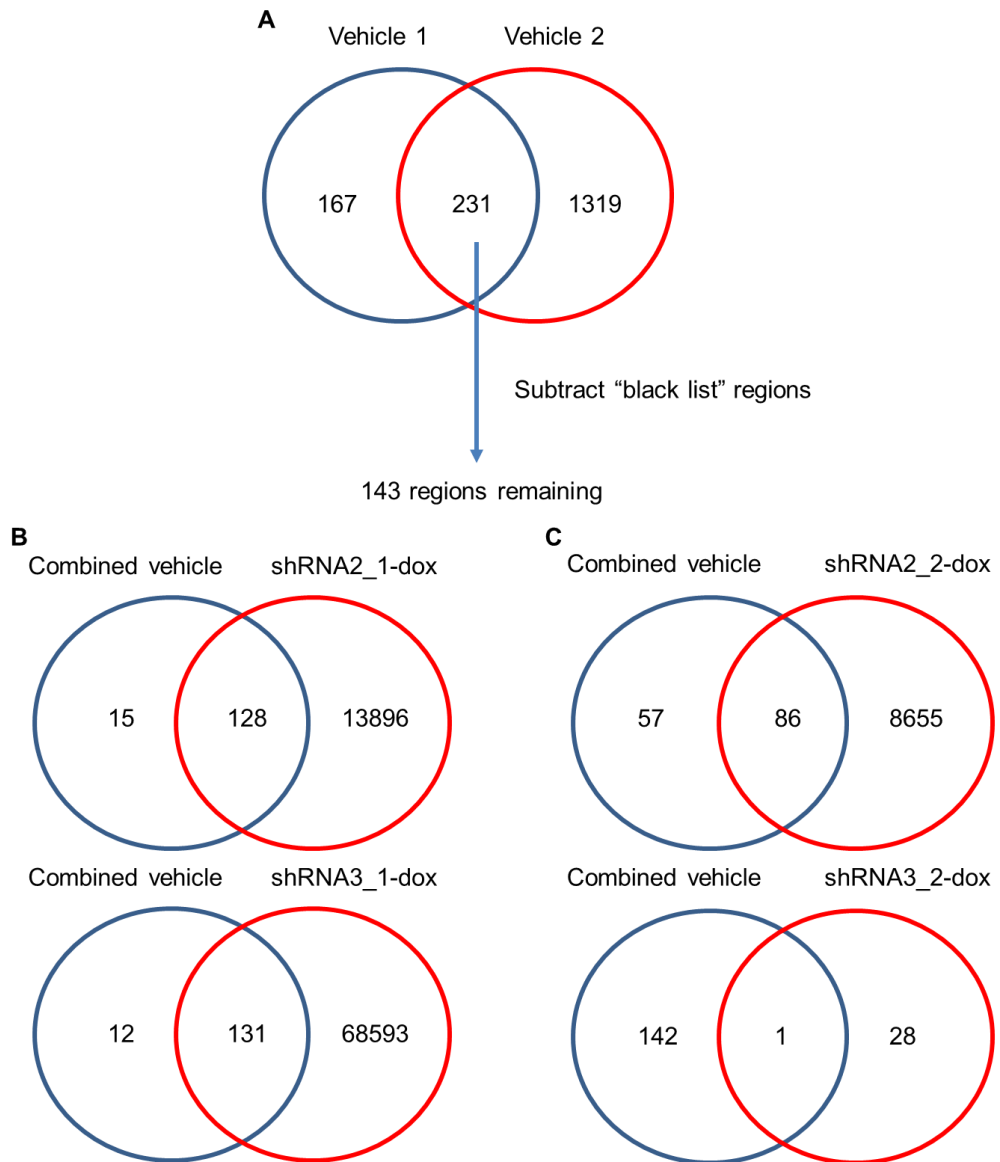 A
Vehicle 1 Vehicle 2
167 231 1319
Subtract “black list” regions
143 regions remaining
B
Combined vehicle shRNA2_1-dox
15 128 13896
Combined vehicle shRNA3_1-dox
12 131 68593
C
Combined vehicle shRNA2_2-dox
57 86 8655
Combined vehicle shRNA3_2-dox
142 1 28